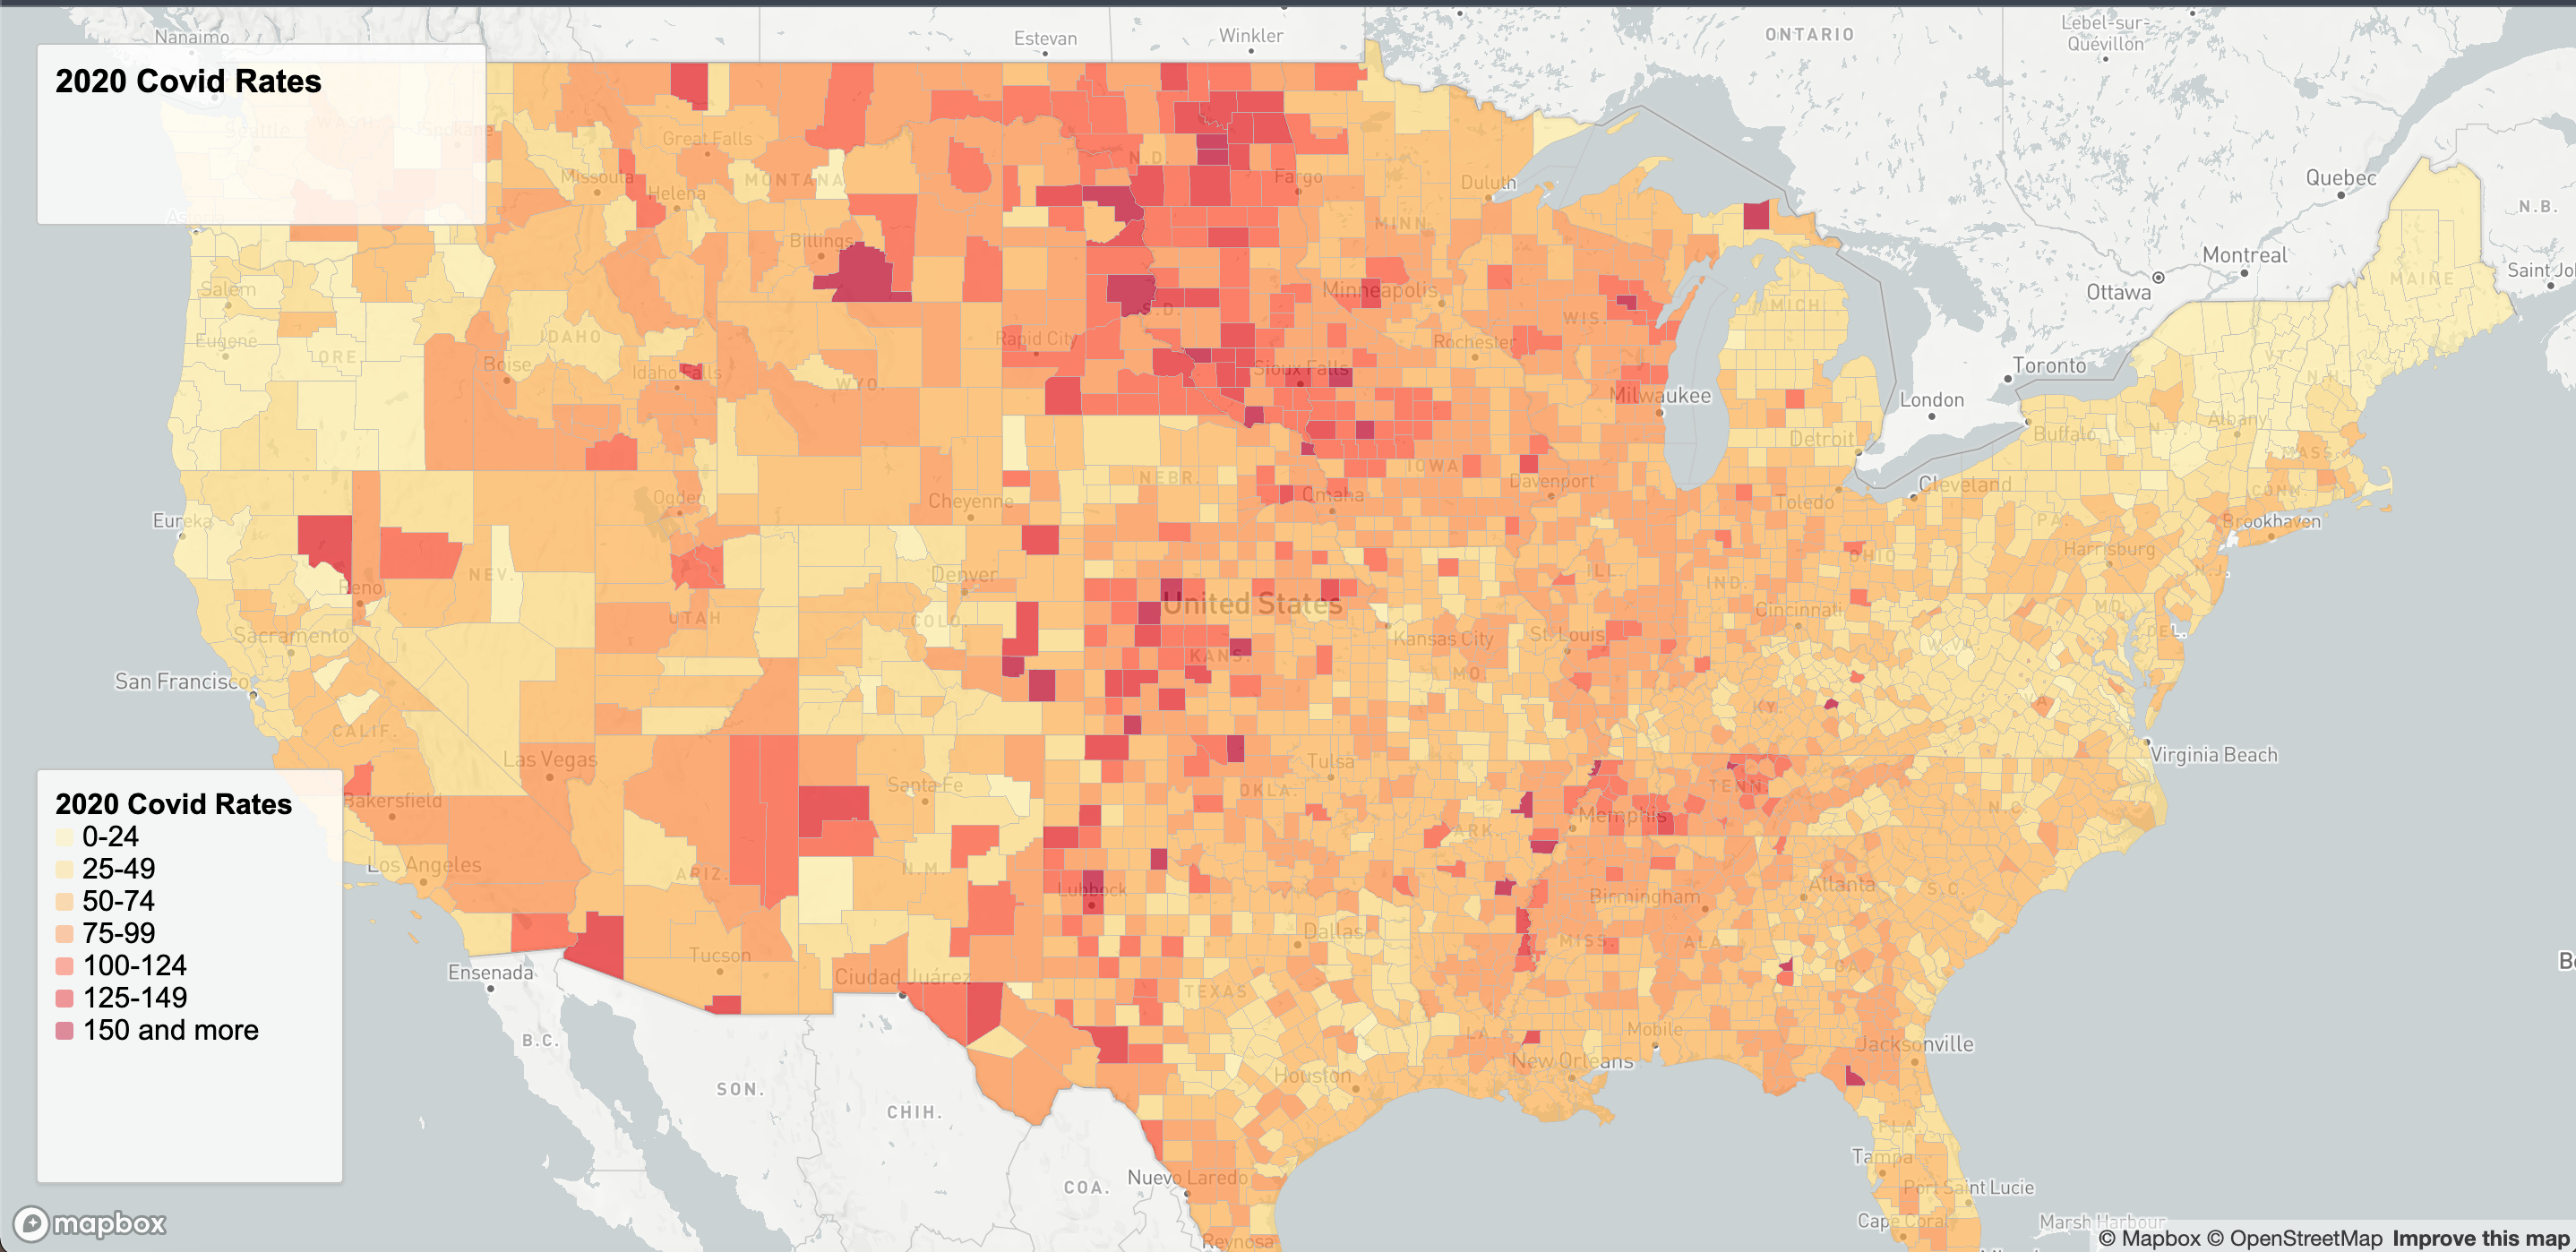 2020 Covid Rates
2020 Covid Rates
0-24
25-49
50-74
75-99
100-124
125-149
150 and more
Nanaimo
Estevan
Winkler
ONTARIO
Lebel-sur-
Quévillon
Seattle
WASH
Spokane
Great Falls
N.D.
Fargo
Duluth
Quebec
N.B.
Missoula
Helena
MONTANA
MINN.
Montreal
Billings
Salem
Minneapolis
Ottawa
MAINE
S.D.
WIS.
MICH.
Eugene
ORE.
IDAHO
Boise
Idaho Falls
WYO.
Rapid City
Sioux Falls
Rochester
Milwaukee
Toronto
London
VT.
N.H.
Albany
Buffalo
Detroit
MASS.
NEBR.
IOWA
Davenport
Omaha
Toledo
Cleveland
CONN.
Ogden
Cheyenne
Eureka
PA.
Brookhaven
Harrisburg
OHIO
N.J.
NEV.
Reno
Denver
ILL.
IND.
UTAH
COLO.
United States
Cincinnati
MD.
DEL.
Sacramento
Kansas City
St. Louis
W.VA.
KANS.
MO.
San Francisco
CALIF.
KY.
Las Vegas
Santa Fe
Tulsa
OKLA.
Virginia Beach
Bakersfield
TENN.
Memphis
ARK.
N.C.
Los Angeles
ARIZ.
N.M.
Lubbock
Birmingham
Atlanta
S.C.
Dallas
MISS.
ALA.
GA.
Ensenada
Tucson
Ciudad Juárez
TEXAS
LA.
Mobile
Jacksonville
New Orleans
Houston
B.C.
SON.
CHIH.
COA.
Nuevo Laredo
FLA.
Tampa
Port Saint Lucie
Cape Coral
Marsh Harbour
Reynosa
mapbox
© Mapbox © OpenStreetMap Improve this map